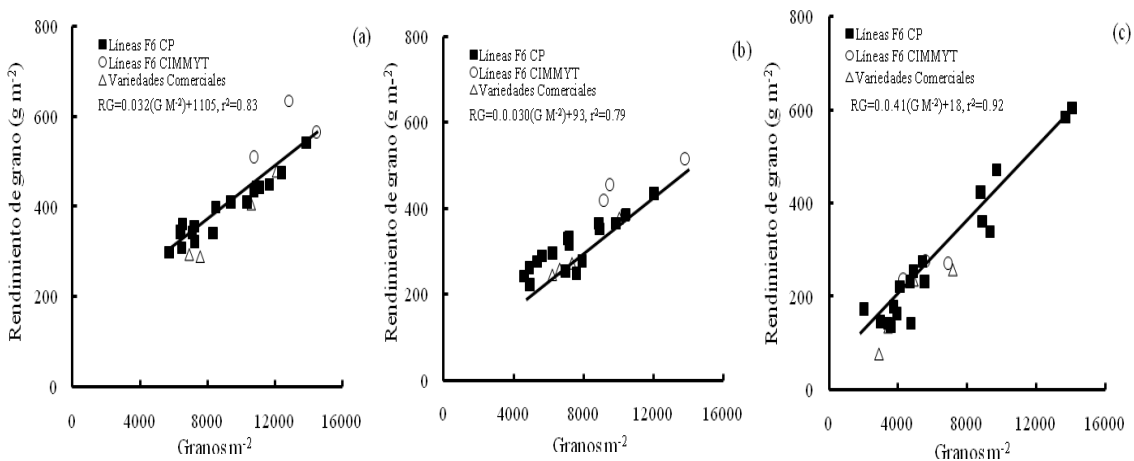 Rendimiento de grano (g m-²)
800
600
400
200
0
(a)
■Líneas F6 CP
○Líneas F6 CIMMYT
△Variedades Comerciales
RG=0.032(G M-²)+1105, r²=0.83
0 4000 8000 12000 16000
Granos m-²
Rendimiento de grano (g m-²)
800
600
400
200
0
(b)
■Líneas F6 CP
○Líneas F6 CIMMYT
△Variedades Comerciales
RG=0.0.030(G M-²)+93, r²=0.79
0 4000 8000 12000 16000
Granos m-²
Rendimiento de grano (g m-²)
800
600
400
200
0
(c)
■Líneas F6 CP
○Líneas F6 CIMMYT
△Variedades Comerciales
RG=0.0.41(G M-²)+18, r²=0.92
0 4000 8000 12000 16000
Granos m-²